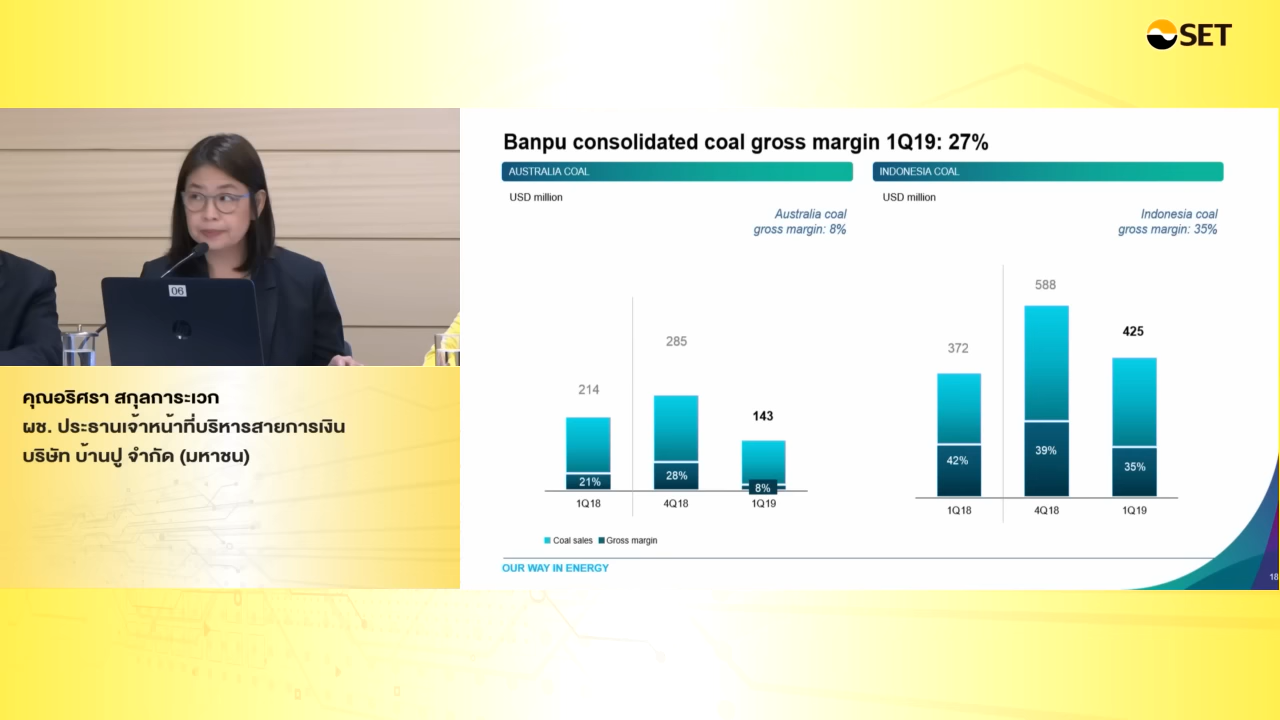 SET
06
คุณอริศรา สกุลการะเวก
ผช. ประธานเจ้าหน้าที่บริหารสายการเงิน
บริษัท บ้านปู จำกัด (มหาชน)
Banpu consolidated coal gross margin 1Q19: 27%
AUSTRALIA COAL
USD million
Australia coal
gross margin: 8%
214
285
143
21%
28%
8%
1Q18
4Q18
1Q19
Coal sales
Gross margin
INDONESIA COAL
USD million
Indonesia coal
gross margin: 35%
372
588
425
42%
39%
35%
1Q18
4Q18
1Q19
OUR WAY IN ENERGY
18